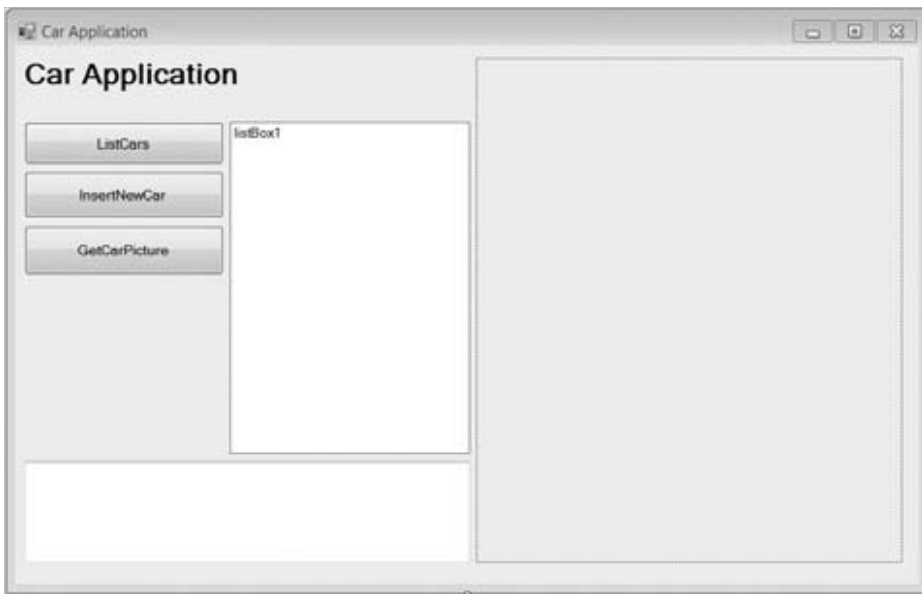 Car Application
Car Application
ListCars
listBox1
InsertNewCar
GetCarPicture